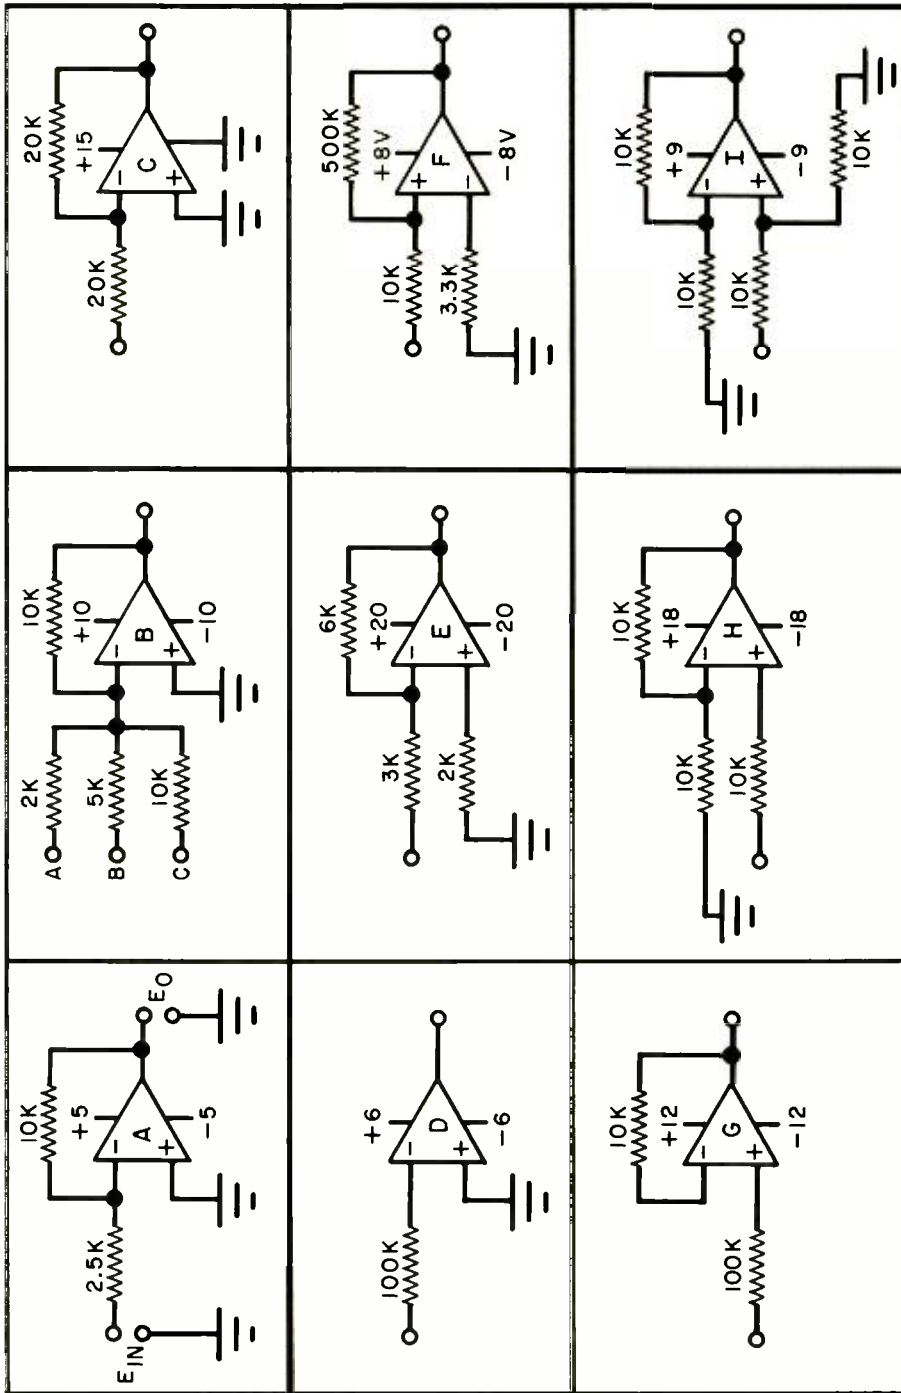 10K
+5
2.5K
A
-
+
-5
E_IN
E_O
10K
+10
A
2K
B
5K
C
10K
B
-
+
-10
20K
+15
20K
C
-
+
+6
100K
D
-
+
-6
6K
+20
3K
2K
E
-
+
-20
500K
+8V
10K
3.3K
F
+
-
-8V
10K
+12
100K
G
-
+
-12
10K
+18
10K
10K
H
-
+
-18
10K
+9
10K
10K
I
-
+
-9
10K